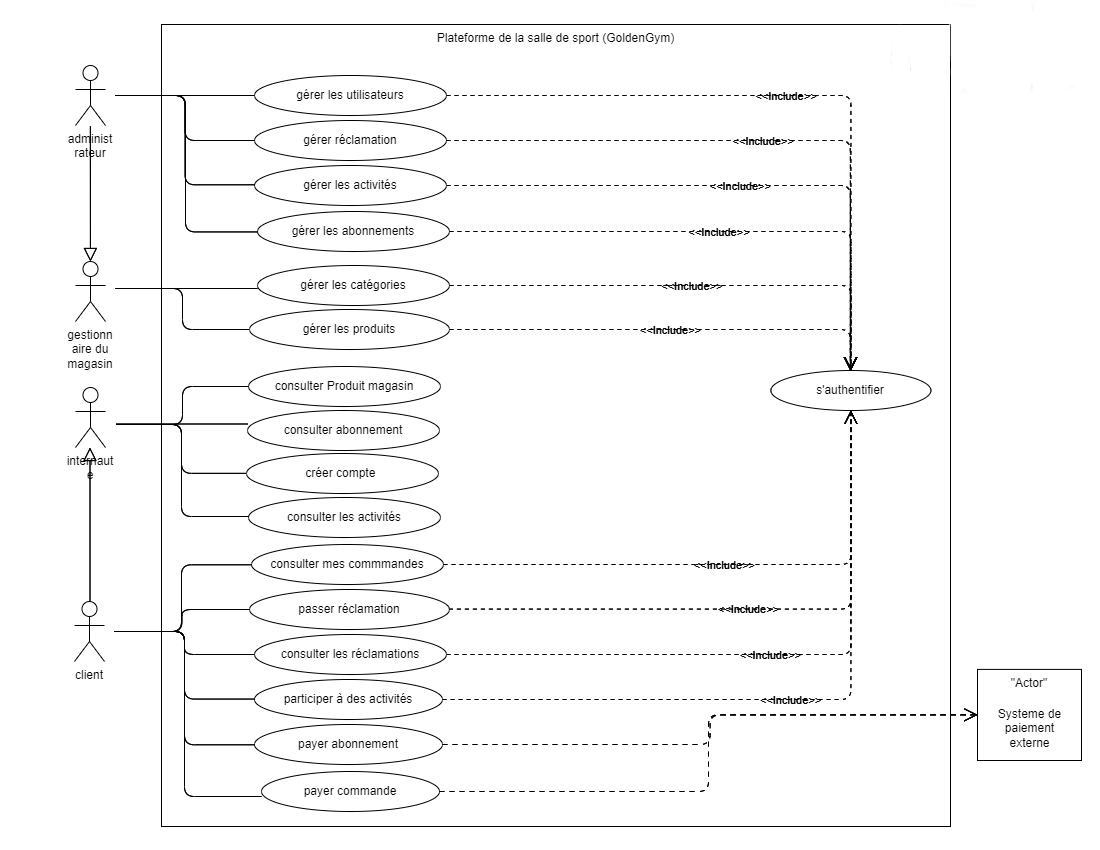 Plateforme de la salle de sport (GoldenGym)
administ
rateur
gérer les utilisateurs
<<Include>>
gérer réclamation
<<Include>>
gérer les activités
<<Include>>
gérer les abonnements
<<Include>>
gestionn
aire du
magasin
gérer les catégories
<<Include>>
gérer les produits
<<Include>>
s'authentifier
internaut
e
consulter Produit magasin
consulter abonnement
créer compte
consulter les activités
client
consulter mes commmandes
<<Include>>
passer réclamation
<<Include>>
consulter les réclamations
<<Include>>
participer à des activités
<<Include>>
payer abonnement
payer commande
"Actor"
Systeme de
paiement
externe